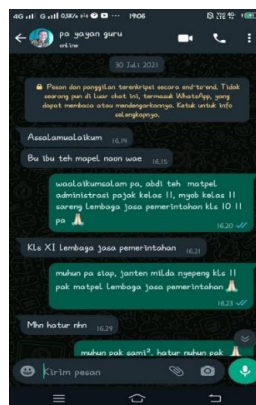 4G 4G 0,5K/s 19:06
pa yayan guru
online
30 Juli 2021
Pesan dan panggilan terenkripsi secara end-to-end. Tidak
seorang pun di luar chat ini, termasuk WhatsApp, yang
dapat membaca atau mendengarkannya. Ketuk untuk info
selengkapnya.
Assalamualaikum 16.14
Bu ibu teh mapel naon wae 16.15
waalaikumsalam pa, abdi teh matpel
administrasi pajak kelas 11, myob kelas 11
sareng lembaga jasa pemerintahan kls 10
pa 16.20
Kls XI lembaga jasa pemerintahan 16.21
muhun pa siap, janten milda nyepeng kls 11
pak matpel lembaga jasa pemerintahan
16.23
Mhn hatur nhn 16.29
muhun pak sami², hatur nuhun pak
Kirim pesan